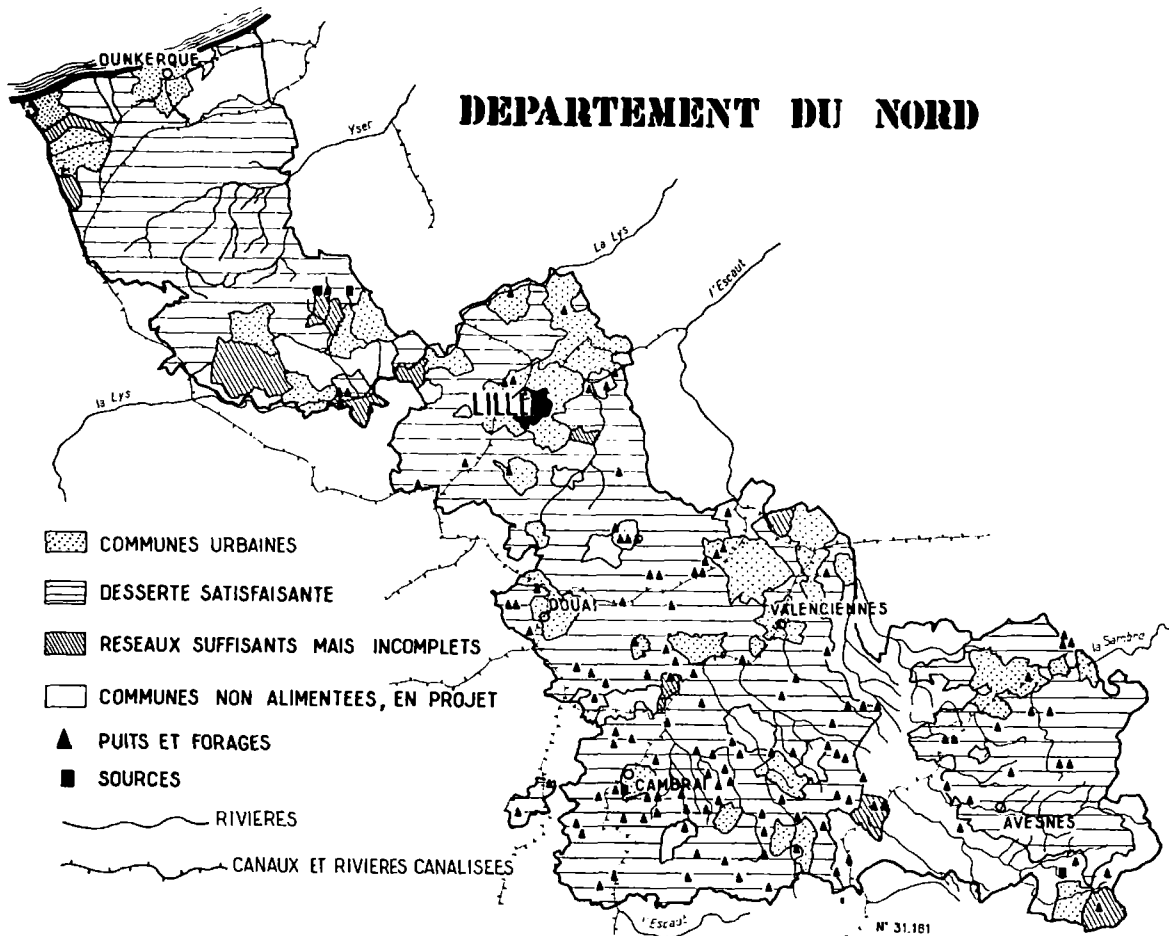 DEPARTEMENT DU NORD
DUNKERQUE
Yser
La Lys
l'Escaut
la Lys
LILLE
COMMUNES URBAINES
DESSERTE SATISFAISANTE
RESEAUX SUFFISANTS MAIS INCOMPLETS
COMMUNES NON ALIMENTEES, EN PROJET
PUITS ET FORAGES
SOURCES
RIVIERES
CANAUX ET RIVIERES CANALISEES
DOUAI
VALENCIENNES
la Sambre
CAMBRAI
AVESNES
l'Escaut
N° 31.161